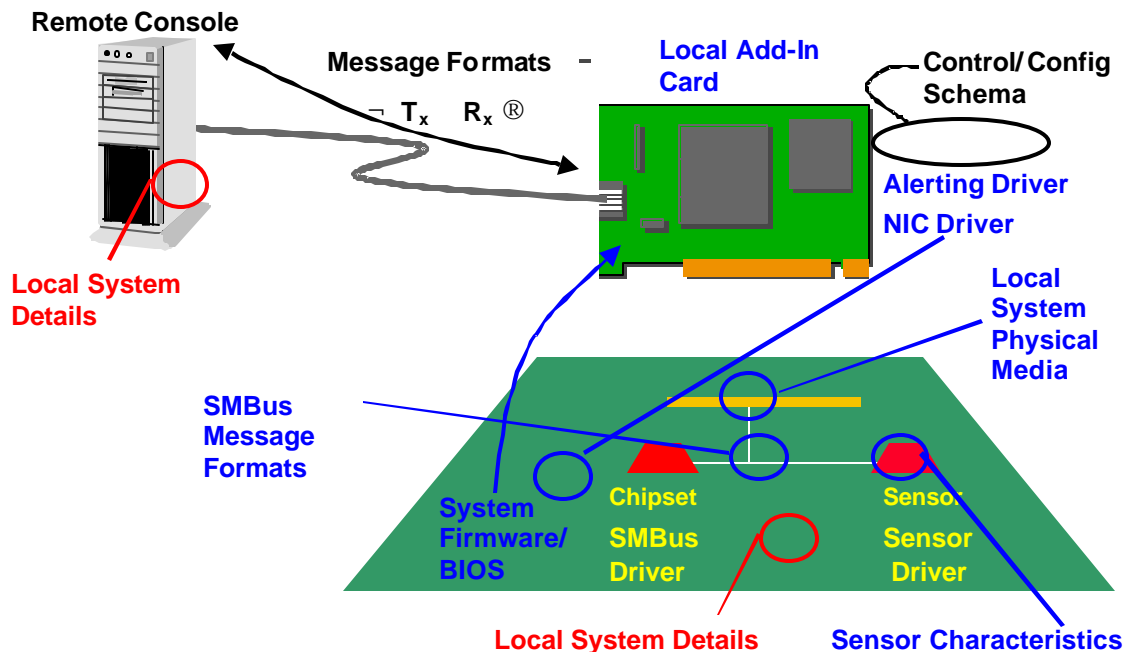 Remote Console
Message Formats -
¬ Tx Rx ®
Local Add-In
Card
Control/Config
Schema
Alerting Driver
NIC Driver
Local System
Details
Local
System
Physical
Media
SMBus
Message
Formats
System
Firmware/
BIOS
Chipset
SMBus
Driver
Sensor
Sensor
Driver
Local System Details
Sensor Characteristics